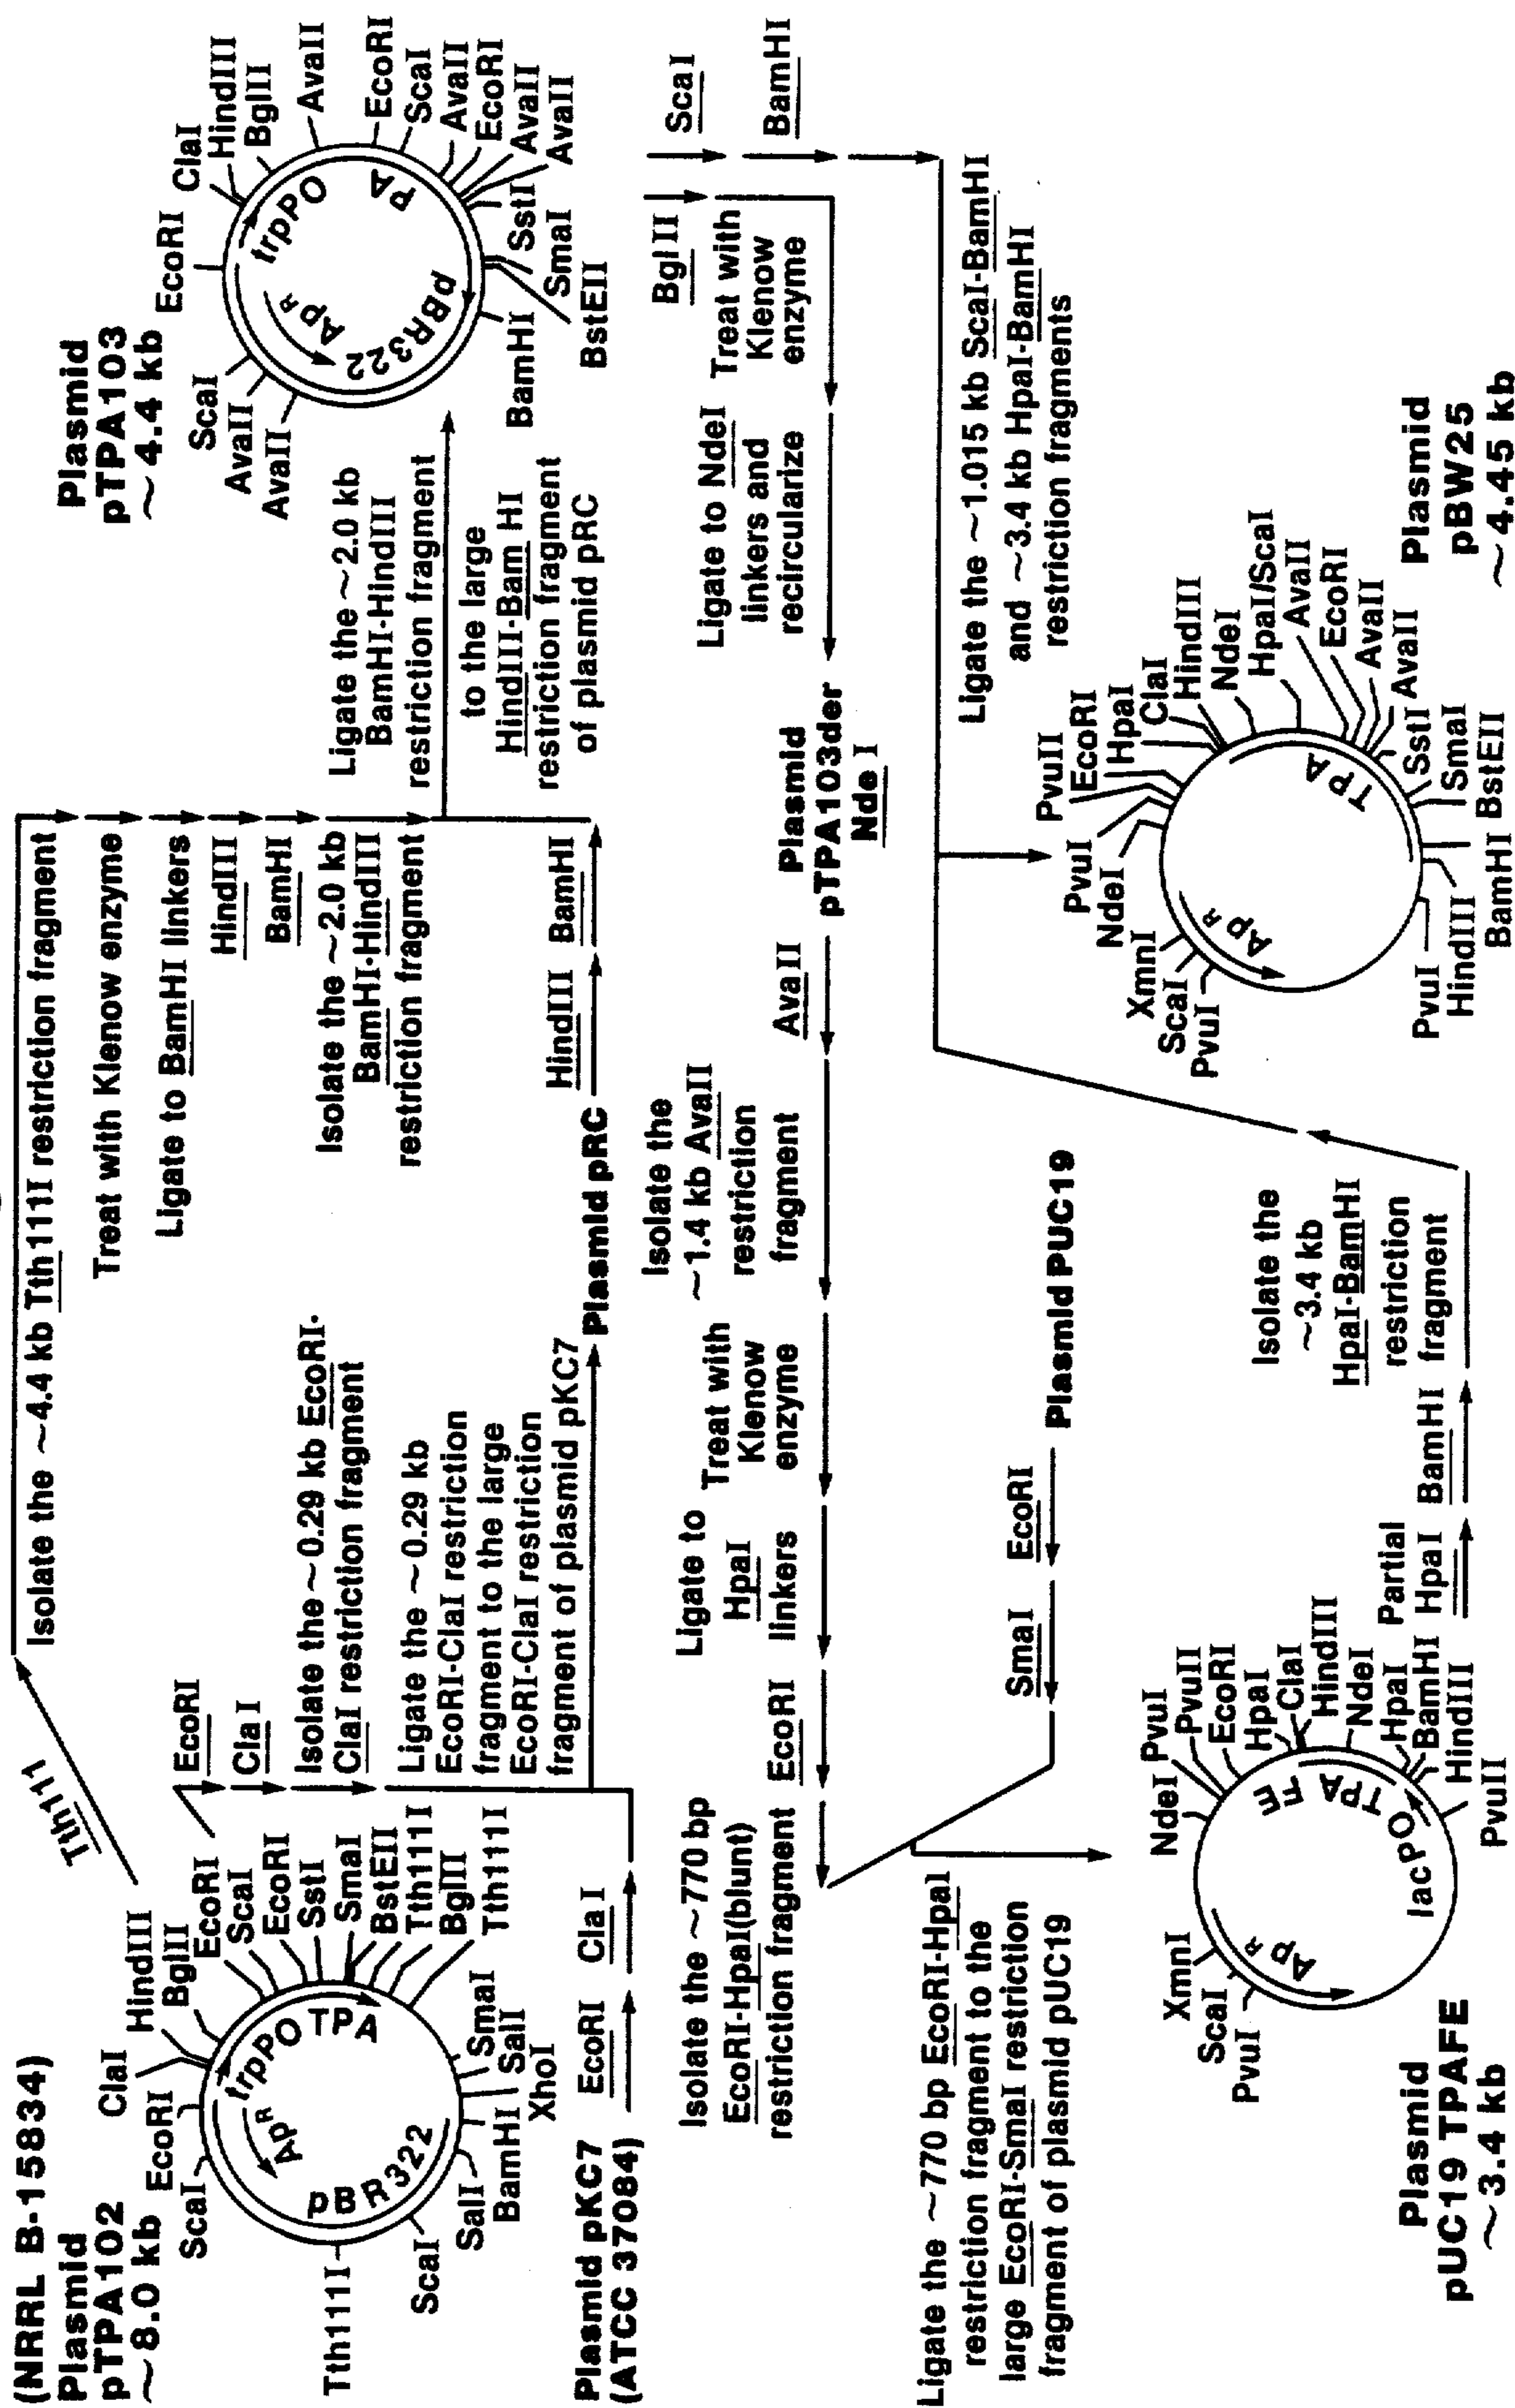 (NRRL B-15834)
Plasmid
pTPA102
~8.0 kb
ScaI
EcoRI
ClaI
HindIII
BglII
EcoRI
ScaI
EcoRI
SstI
SmaI
BstEII
Tth111I
BglII
Tth111I
SmaI
SalI
XhoI
BamHI
SalI
ScaI
Tth111I
trpPO
TPA
ApR
pBR322
Tth111
Isolate the ~4.4 kb Tth111I restriction fragment
Treat with Klenow enzyme
Ligate to BamHI linkers
HindIII
BamHI
Isolate the ~2.0 kb
BamHI-HindIII
restriction fragment
EcoRI
ClaI
Isolate the ~0.29 kb EcoRI-
ClaI restriction fragment
Ligate the ~0.29 kb
EcoRI-ClaI restriction
fragment to the large
EcoRI-ClaI restriction
fragment of plasmid pKC7
Plasmid pKC7
(ATCC 37084)
EcoRI
ClaI
Plasmid pRC
HindIII
BamHI
Ligate the ~2.0 kb
BamHI-HindIII
restriction fragment
to the large
HindIII-Bam HI
restriction fragment
of plasmid pRC
Plasmid
pTPA103
~4.4 kb
EcoRI
ClaI
HindIII
BglII
AvaII
EcoRI
ScaI
AvaII
EcoRI
AvaII
AvaII
SstI
SmaI
BstEII
BamHI
AvaII
AvaII
ScaI
trpPO
PA
ApR
pBR322
ScaI
BamHI
Bgl II
Treat with
Klenow
enzyme
Ligate to NdeI
linkers and
recircularize
Plasmid
pTPA103der
Nde I
Ava II
Isolate the
~1.4 kb AvaII
restriction
fragment
Treat with
Klenow
enzyme
Ligate to
HpaI
linkers
EcoRI
Isolate the ~770 bp
EcoRI-HpaI(blunt)
restriction fragment
Plasmid PUC19
EcoRI
SmaI
Ligate the ~770 bp EcoRI-HpaI
restriction fragment to the
large EcoRI-SmaI restriction
fragment of plasmid pUC19
Plasmid
pUC19 TPAFE
~3.4 kb
XmnI
ScaI
PvuI
NdeI
PvuI
PvuII
EcoRI
HpaI
ClaI
HindIII
NdeI
HpaI
BamHI
HindIII
PvuII
ApR
TPA
lacPO
Partial
HpaI
BamHI
Isolate the
~3.4 kb
HpaI-BamHI
restriction
fragment
Ligate the ~1.015 kb ScaI-BamHI
and ~3.4 kb HpaI-BamHI
restriction fragments
Plasmid
pBW25
~4.45 kb
XmnI
ScaI
PvuI
NdeI
PvuI
PvuII
EcoRI
HpaI
ClaI
HindIII
NdeI
HpaI/ScaI
AvaII
EcoRI
AvaII
AvaII
SstI
SmaI
BstEII
BamHI
HindIII
PvuI
ApR
TPA